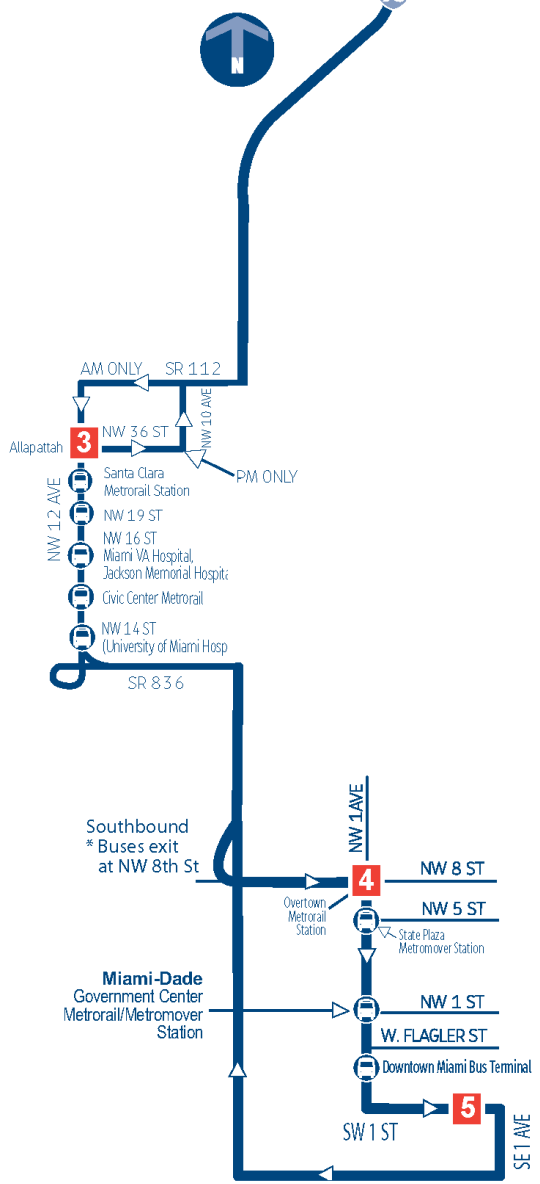 N
AM ONLY
SR 112
NW 10 AVE
Allapattah
3
NW 36 ST
PM ONLY
NW 12 AVE
Santa Clara
Metrorail Station
NW 19 ST
NW 16 ST
Miami VA Hospital,
Jackson Memorial Hospita
Civic Center Metrorail
NW 14 ST
(University of Miami Hosp
SR 836
NW 1AVE
Southbound
* Buses exit
at NW 8th St
4
NW 8 ST
Overtown
Metrorail
Station
NW 5 ST
State Plaza
Metromover Station
Miami-Dade
Government Center
Metrorail/Metromover
Station
NW 1 ST
W. FLAGLER ST
Downtown Miami Bus Terminal
5
SW 1 ST
SE 1 AVE